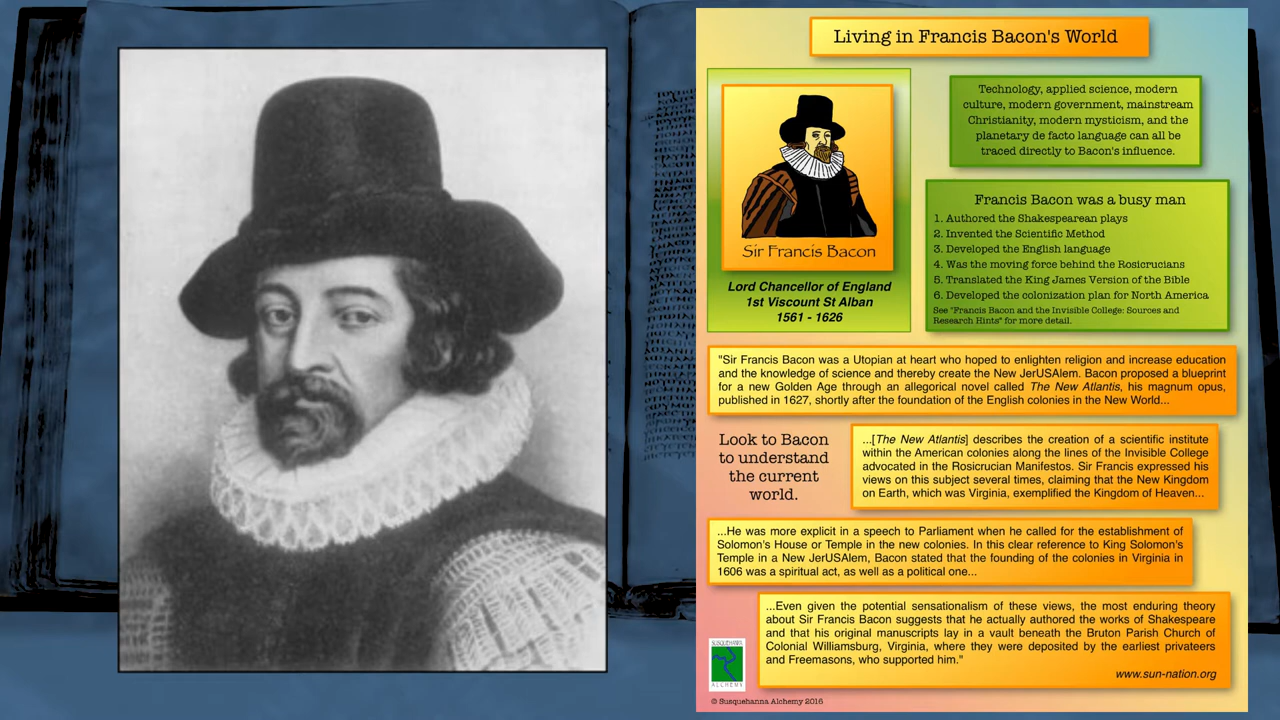 Living in Francis Bacon's World
Sir Francis Bacon
Lord Chancellor of England
1st Viscount St Alban
1561 - 1626
Technology, applied science, modern
culture, modern government, mainstream
Christianity, modern mysticism, and the
planetary de facto language can all be
traced directly to Bacon's influence.
Francis Bacon was a busy man
1. Authored the Shakespearean plays
2. Invented the Scientific Method
3. Developed the English language
4. Was the moving force behind the Rosicrucians
5. Translated the King James Version of the Bible
6. Developed the colonization plan for North America
See "Francis Bacon and the Invisible College: Sources and
Research Hints" for more detail.
"Sir Francis Bacon was a Utopian at heart who hoped to enlighten religion and increase education
and the knowledge of science and thereby create the New JerUSAlem. Bacon proposed a blueprint
for a new Golden Age through an allegorical novel called The New Atlantis, his magnum opus,
published in 1627, shortly after the foundation of the English colonies in the New World...
Look to Bacon
to understand
the current
world.
...[The New Atlantis] describes the creation of a scientific institute
within the American colonies along the lines of the Invisible College
advocated in the Rosicrucian Manifestos. Sir Francis expressed his
views on this subject several times, claiming that the New Kingdom
on Earth, which was Virginia, exemplified the Kingdom of Heaven...
...He was more explicit in a speech to Parliament when he called for the establishment of
Solomon's House or Temple in the new colonies. In this clear reference to King Solomon's
Temple in a New JerUSAlem, Bacon stated that the founding of the colonies in Virginia in
1606 was a spiritual act, as well as a political one...
...Even given the potential sensationalism of these views, the most enduring theory
about Sir Francis Bacon suggests that he actually authored the works of Shakespeare
and that his original manuscripts lay in a vault beneath the Bruton Parish Church of
Colonial Williamsburg, Virginia, where they were deposited by the earliest privateers
and Freemasons, who supported him."
www.sun-nation.org
ALCHEMY
© Susquehanna Alchemy 2016